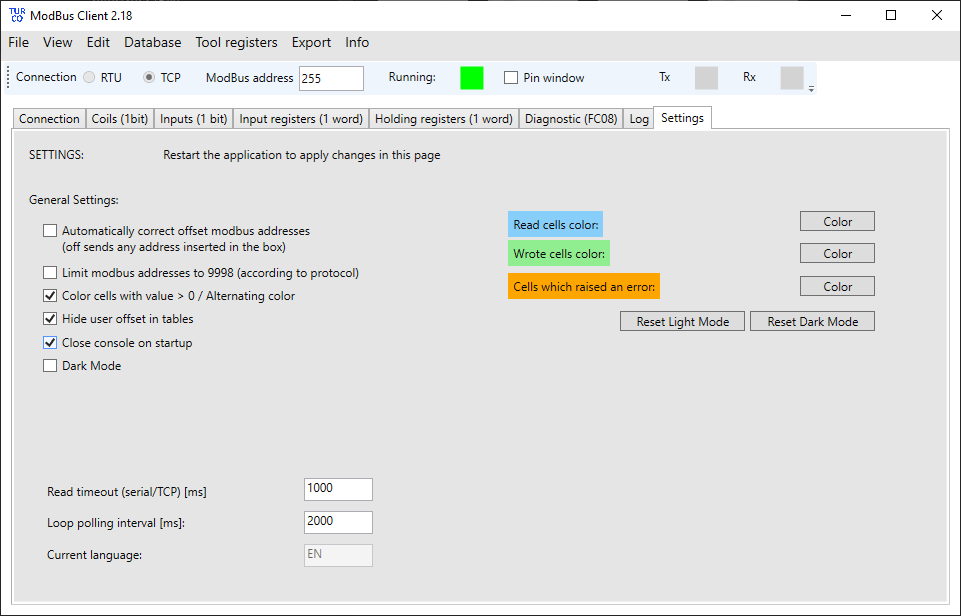 TUR
CO
ModBus Client 2.18
File View Edit Database Tool registers Export Info
Connection RTU TCP ModBus address 255 Running: Pin window Tx Rx
Connection Coils (1bit) Inputs (1 bit) Input registers (1 word) Holding registers (1 word) Diagnostic (FC08) Log Settings
SETTINGS: Restart the application to apply changes in this page
General Settings:
Automatically correct offset modbus addresses
(off sends any address inserted in the box)
Limit modbus addresses to 9998 (according to protocol)
Color cells with value > 0 / Alternating color
Hide user offset in tables
Close console on startup
Dark Mode
Read cells color: Color
Wrote cells color: Color
Cells which raised an error: Color
Reset Light Mode Reset Dark Mode
Read timeout (serial/TCP) [ms] 1000
Loop polling interval [ms]: 2000
Current language: EN